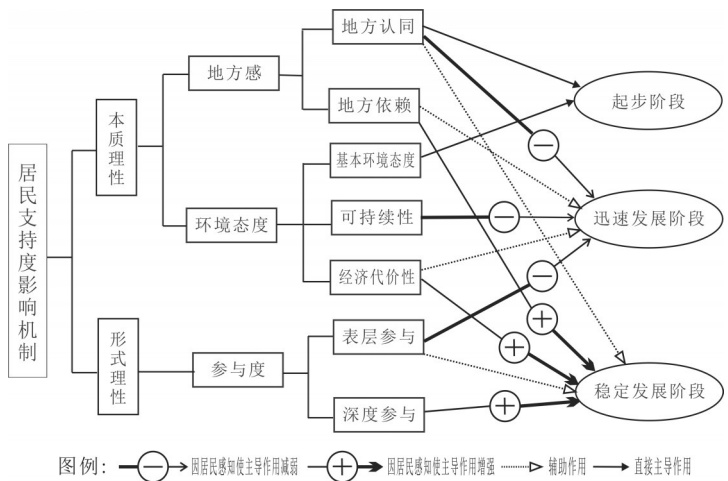 居民支持度影响机制
本质理性
形式理性
地方感
环境态度
参与度
地方认同
地方依赖
基本环境态度
可持续性
经济代价性
表层参与
深度参与
起步阶段
迅速发展阶段
稳定发展阶段
图例: 因居民感知使主导作用减弱 因居民感知使主导作用增强 辅助作用 直接主导作用